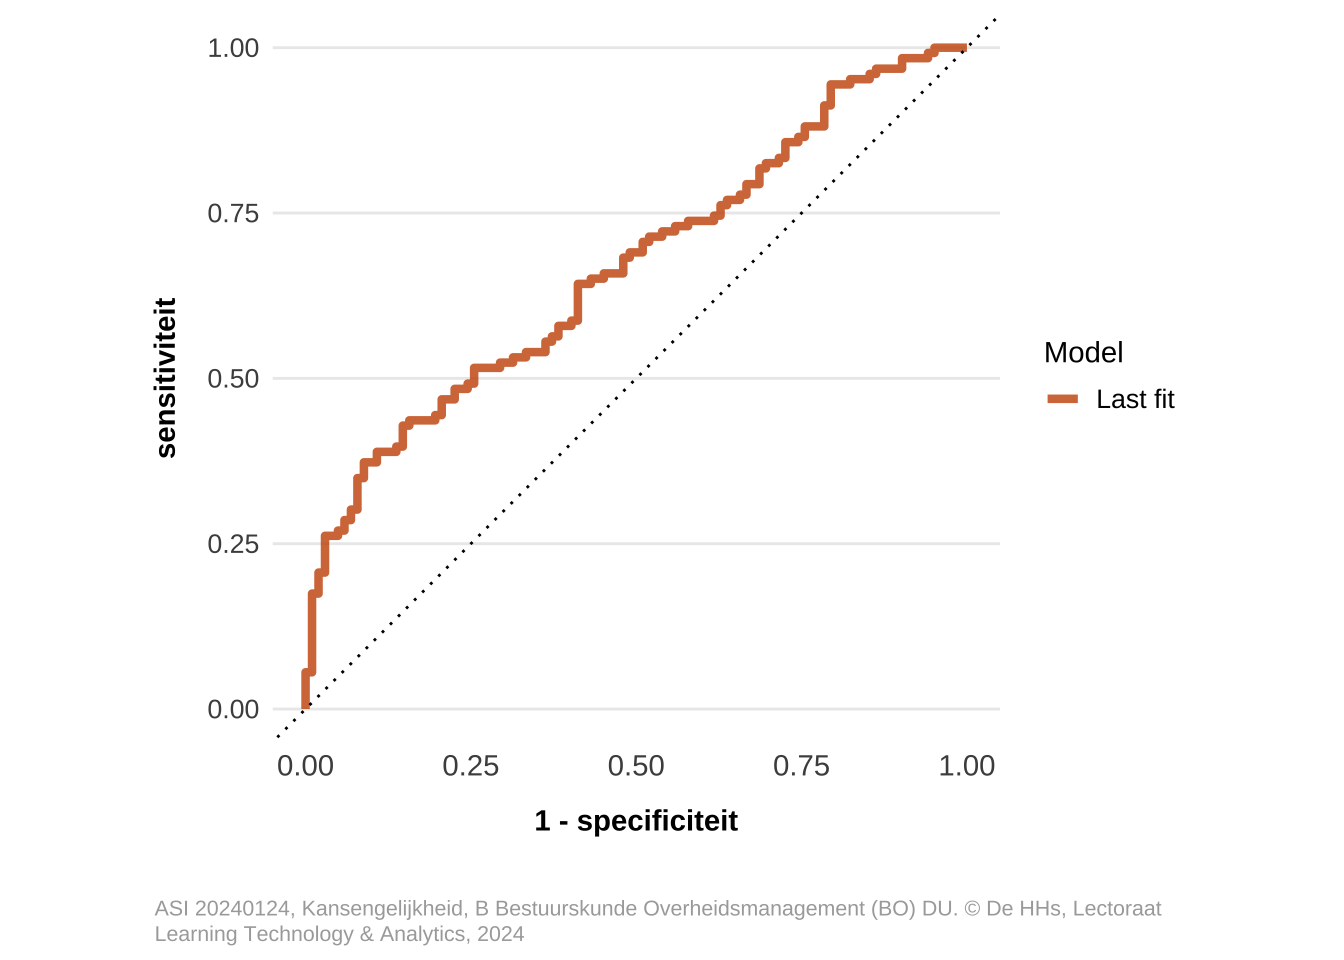 1.00
0.75
0.50
0.25
0.00
sensitiviteit
0.00 0.25 0.50 0.75 1.00
1 - specificiteit
Model
Last fit
ASI 20240124, Kansengelijkheid, B Bestuurskunde Overheidsmanagement (BO) DU. © De HHs, Lectoraat
Learning Technology & Analytics, 2024